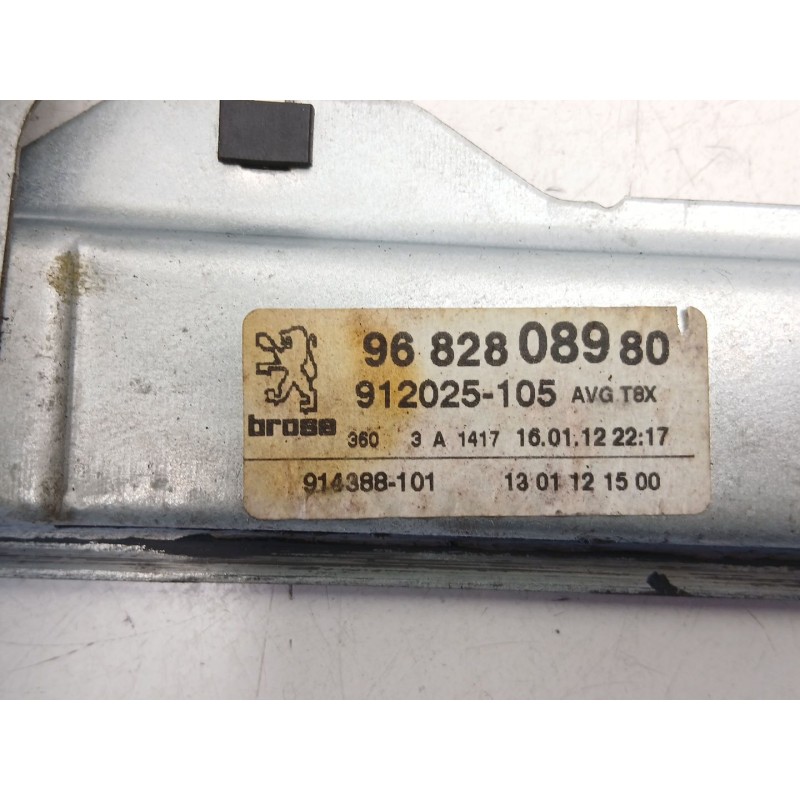 96 828 089 80
912025-105 AVG T8X
brose
360 3 A 1417 16.01.12 22:17
914388-101 13 01 12 15 00